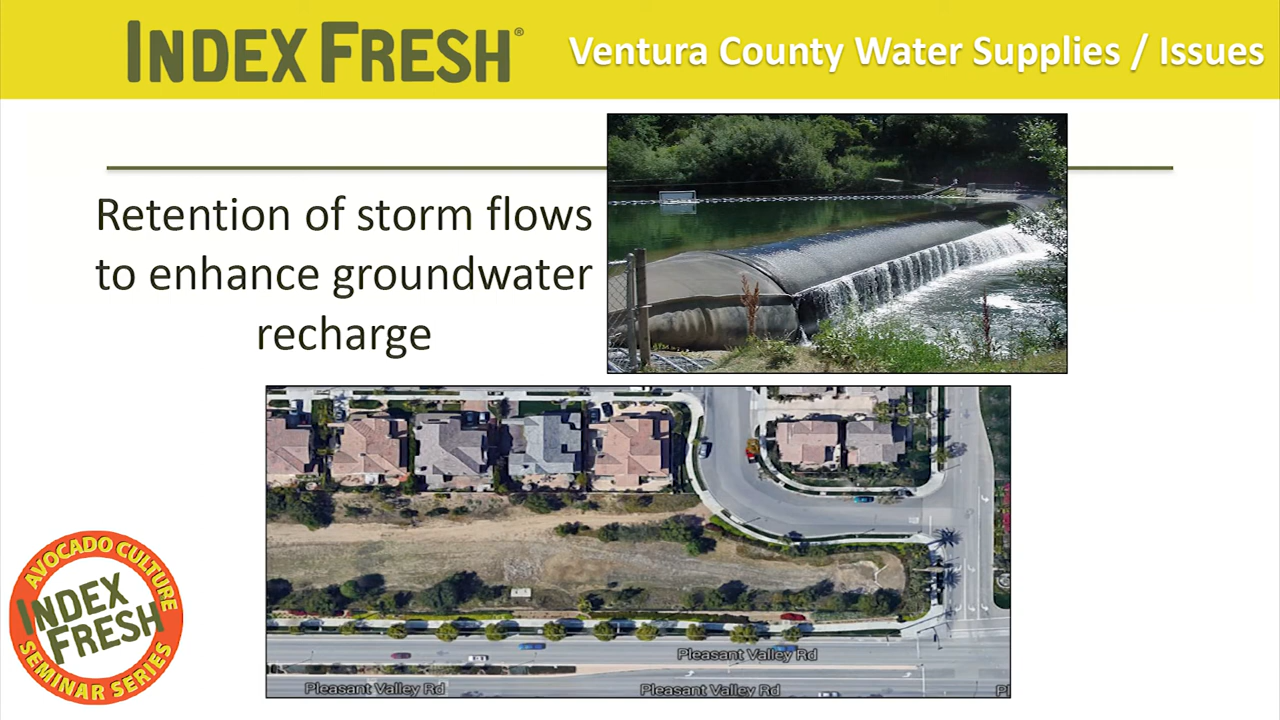 INDEX FRESH®
Ventura County Water Supplies / Issues
Retention of storm flows
to enhance groundwater
recharge
Pleasant Valley Rd
Pleasant Valley Rd
Pleasant Valley Rd
AVOCADO CULTURE
INDEX
FRESH
SEMINAR SERIES